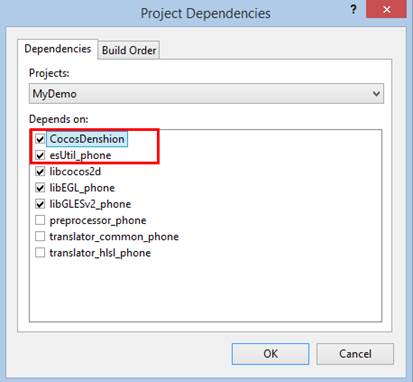 Project Dependencies
?
Dependencies
Build Order
Projects:
MyDemo
Depends on:
CocosDenshion
esUtil_phone
libcocos2d
libEGL_phone
libGLESv2_phone
preprocessor_phone
translator_common_phone
translator_hlsl_phone
OK
Cancel